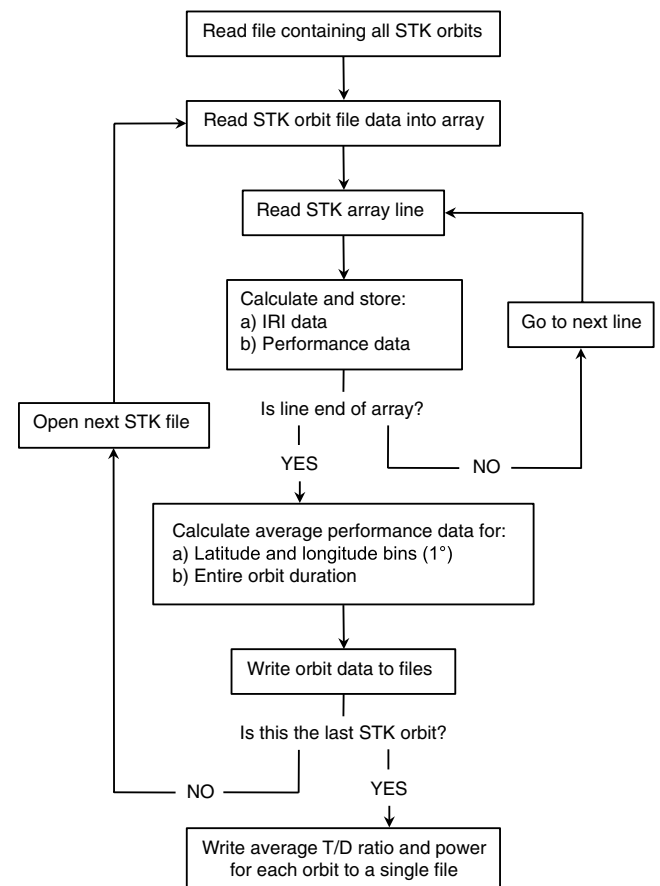 Read file containing all STK orbits
Read STK orbit file data into array
Read STK array line
Calculate and store:
a) IRI data
b) Performance data
Go to next line
Is line end of array?
Open next STK file
YES
NO
Calculate average performance data for:
a) Latitude and longitude bins (1°)
b) Entire orbit duration
Write orbit data to files
Is this the last STK orbit?
NO
YES
Write average T/D ratio and power
for each orbit to a single file